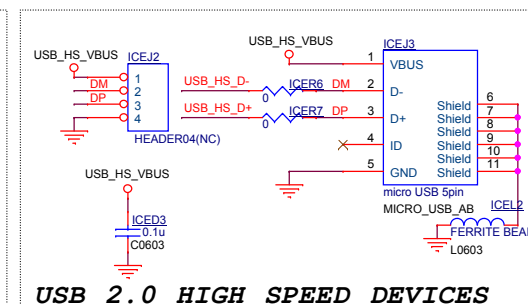 USB_HS_VBUS
ICEJ2
1
DM
2
DP
3
4
HEADER04(NC)
USB_HS_D-
ICER6
DM
0
USB_HS_D+
ICER7
DP
0
USB_HS_VBUS
ICEJ3
1
VBUS
2
D-
3
D+
4
ID
5
GND
Shield
6
Shield
7
Shield
8
Shield
9
Shield
10
Shield
11
micro USB 5pin
MICRO_USB_AB
ICEL2
FERRITE BEA
L0603
USB_HS_VBUS
ICED3
0.1u
C0603
USB 2.0 HIGH SPEED DEVICES